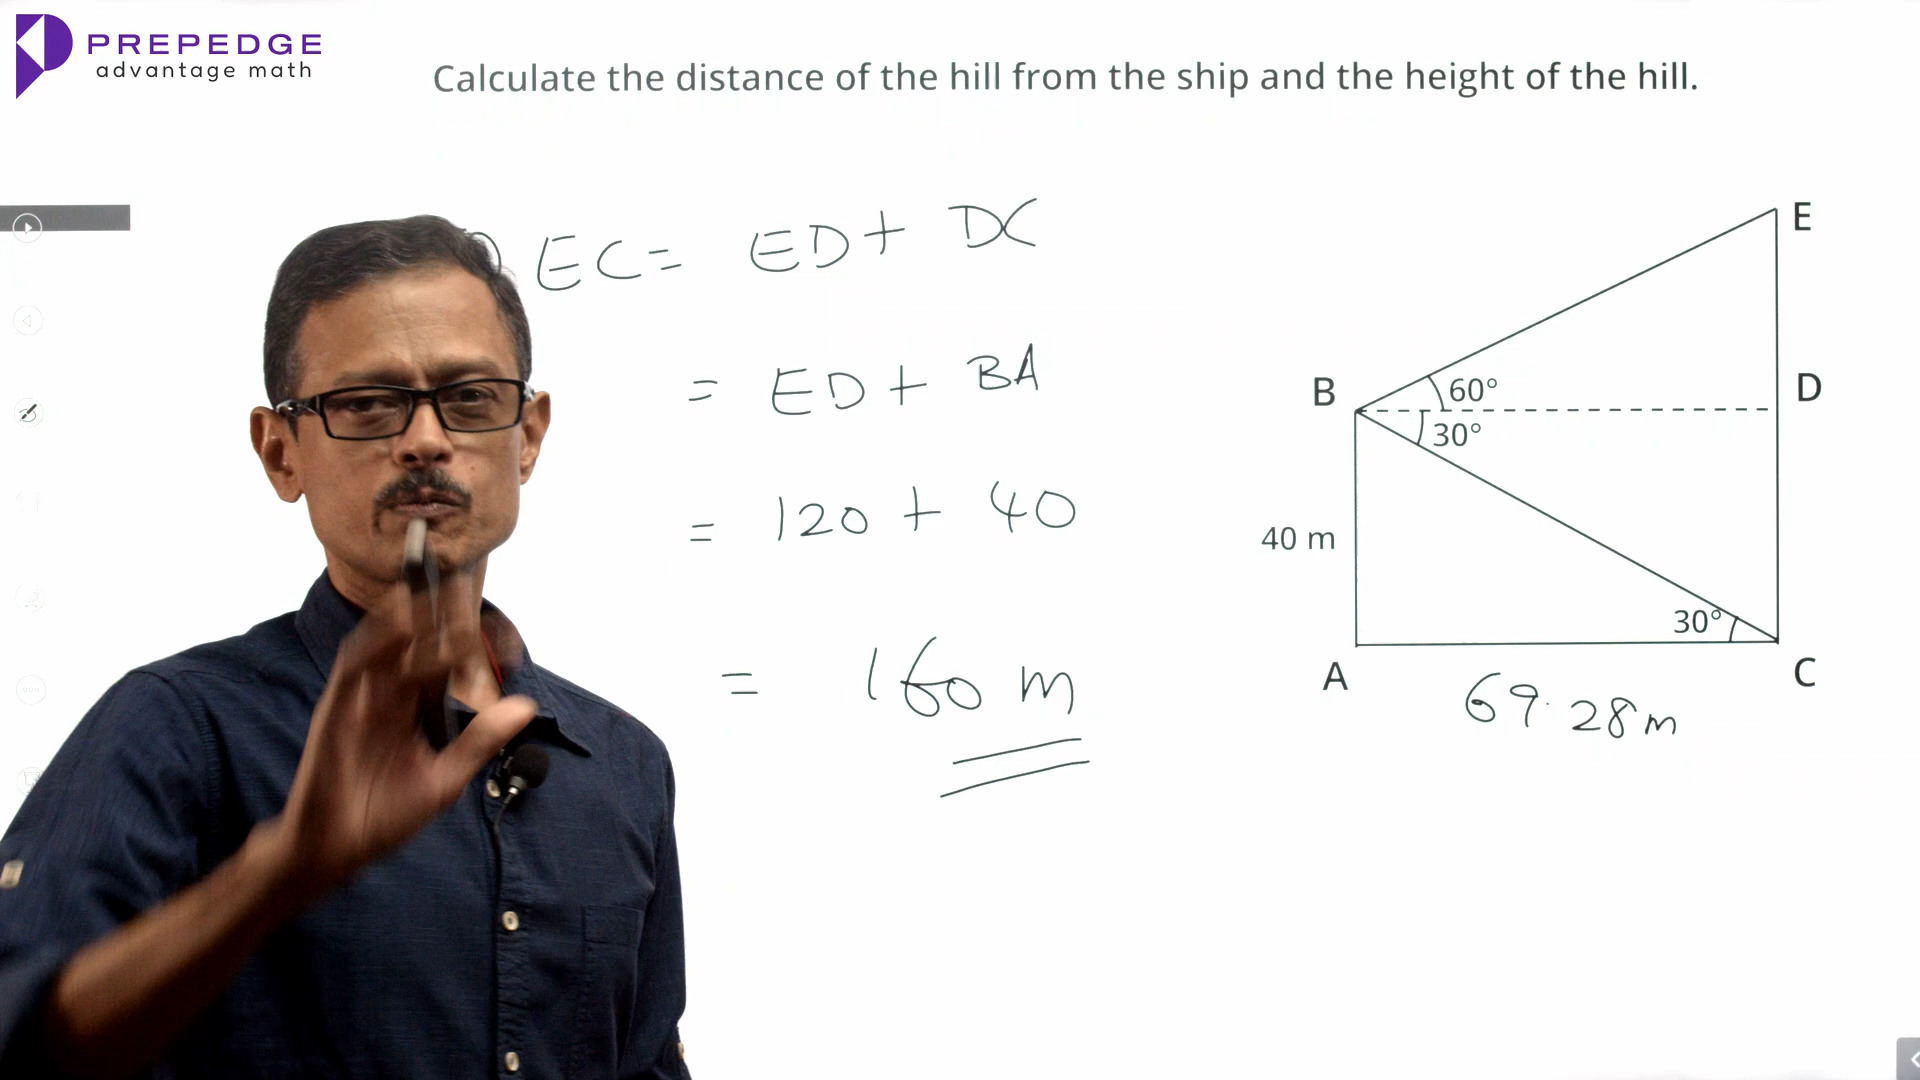 PREPEDGE
advantage math
Calculate the distance of the hill from the ship and the height of the hill.
EC = ED + DC
= ED + BA
= 120 + 40
= 160 m
E
B
60°
D
30°
40 m
30°
A
C
69.28 m